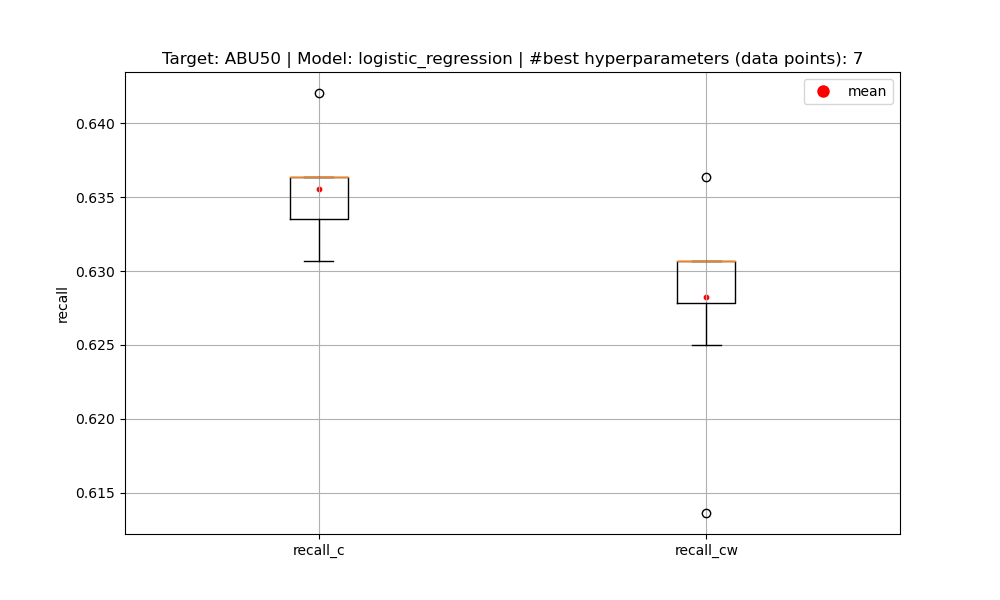 Target: ABU50 | Model: logistic_regression | #best hyperparameters (data points): 7
mean
0.640
0.635
0.630
0.625
0.620
0.615
recall
recall_c
recall_cw